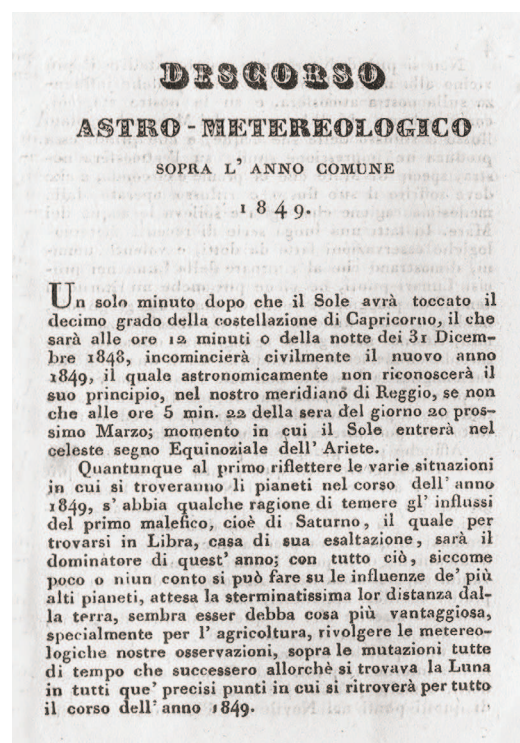 DESCORSO
ASTRO-METEREOLOGICO
SOPRA L' ANNO COMUNE
1849.
Un solo minuto dopo che il Sole avrà toccato il
decimo grado della costellazione di Capricorno, il che
sarà alle ore 12 minuti 0 della notte dei 31 Dicem-
bre 1848, incomincierà civilmente il nuovo anno
1849, il quale astronomicamente non riconoscerà il
suo principio, nel nostro meridiano di Reggio, se non
che alle ore 5 min. 22 della sera del giorno 20 pros-
simo Marzo; momento in cui il Sole entrerà nel
celeste segno Equinoziale dell' Ariete.
Quantunque al primo riflettere le varie situazioni
in cui si troveranno li pianeti nel corso dell' anno
1849, s' abbia qualche ragione di temere gl' influssi
del primo malefico, cioè di Saturno, il quale per
trovarsi in Libra, casa di sua esaltazione, sarà il
dominatore di quest' anno; con tutto ciò, siccome
poco o niun conto si può fare su le influenze de' più
alti pianeti, attesa la sterminatissima lor distanza dal-
la terra, sembra esser debba cosa più vantaggiosa,
specialmente per l' agricoltura, rivolgere le metereo-
logiche nostre osservazioni, sopra le mutazioni tutte
di tempo che successero allorchè si trovava la Luna
in tutti que' precisi punti in cui si ritroverà per tutto
il corso dell' anno 1849.